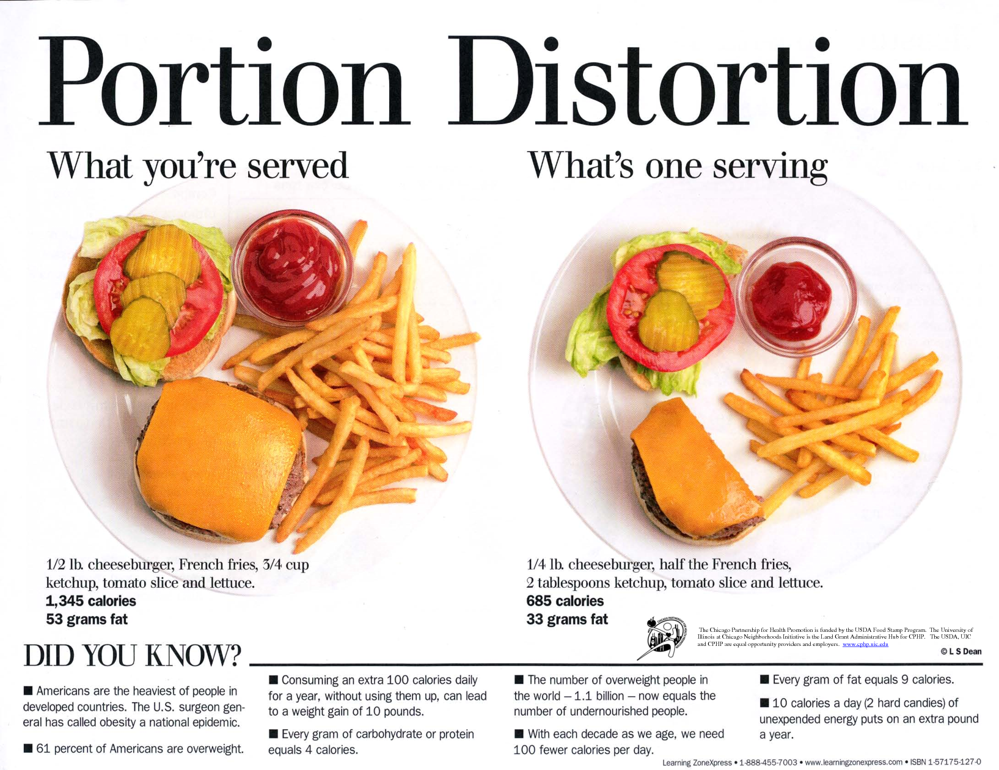 Portion Distortion
What you're served
What's one serving
1/2 lb. cheeseburger, French fries, 3/4 cup
ketchup, tomato slice and lettuce.
1,345 calories
53 grams fat
1/4 lb. cheeseburger, half the French fries,
2 tablespoons ketchup, tomato slice and lettuce.
685 calories
33 grams fat
CHICAGO PARTNERSHIP FOR HEALTH PROMOTION
The Chicago Partnership for Health Promotion is funded by the USDA Food Stamp Program. The University of
Illinois at Chicago Neighborhoods Initiative is the Land Grant Administrative Hub for CPHP. The USDA, UIC
and CPHP are equal opportunity providers and employers. www.cphp.uic.edu
© L S Dean
DID YOU KNOW?
■ Americans are the heaviest of people in
developed countries. The U.S. surgeon gen-
eral has called obesity a national epidemic.
■ 61 percent of Americans are overweight.
■ Consuming an extra 100 calories daily
for a year, without using them up, can lead
to a weight gain of 10 pounds.
■ Every gram of carbohydrate or protein
equals 4 calories.
■ The number of overweight people in
the world – 1.1 billion – now equals the
number of undernourished people.
■ With each decade as we age, we need
100 fewer calories per day.
■ Every gram of fat equals 9 calories.
■ 10 calories a day (2 hard candies) of
unexpended energy puts on an extra pound
a year.
Learning ZoneXpress • 1-888-455-7003 • www.learningzonexpress.com • ISBN 1-57175-127-0